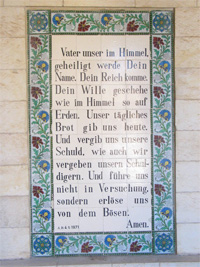 Vater unser im Himmel,
geheiligt werde Dein
Name. Dein Reich komme.
Dein Wille geschehe
wie im Himmel so auf
Erden. Unser tägliches
Brot gib uns heute.
Und vergib uns unsere
Schuld, wie auch wir
vergeben unsern Schul-
digern. Und führe uns
nicht in Versuchung,
sondern erlöse uns
von dem Bösen.
Amen.